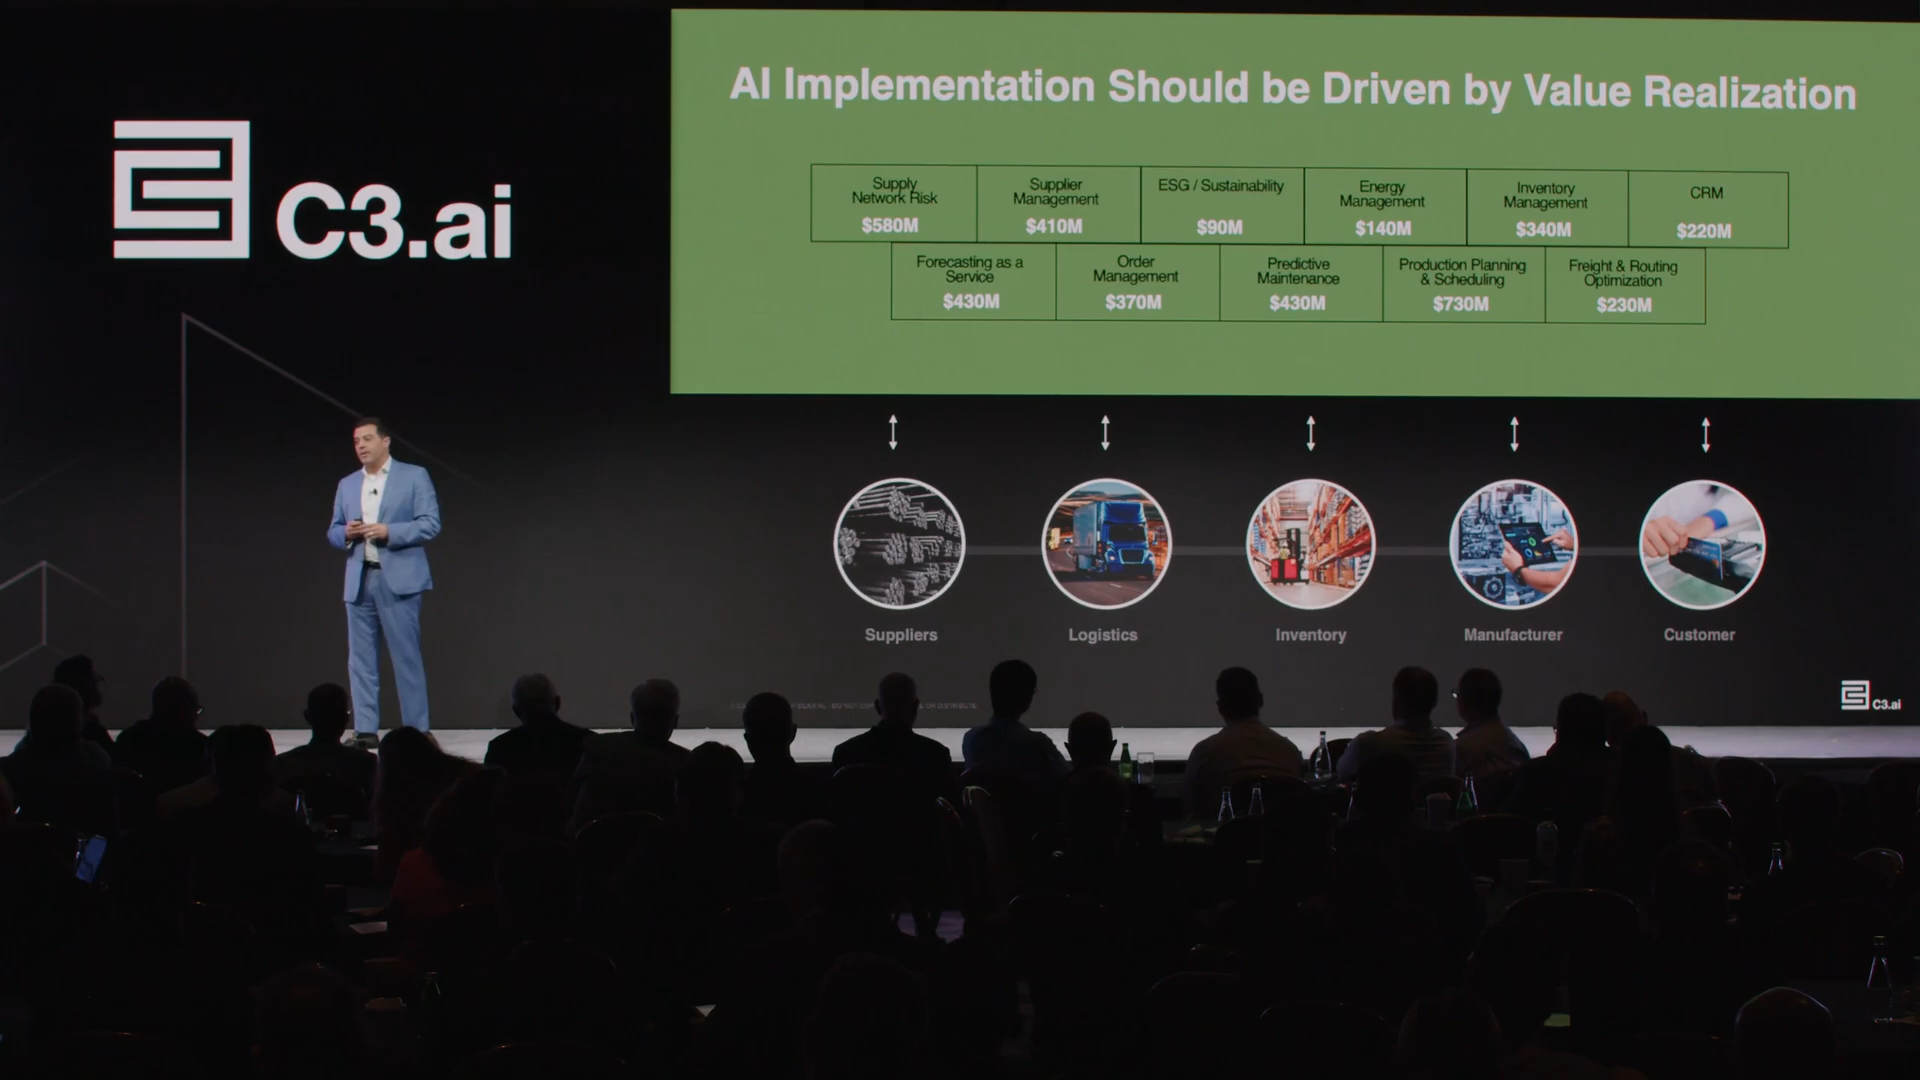 C3.ai
AI Implementation Should be Driven by Value Realization
Supply
Network Risk
$580M
Supplier
Management
$410M
ESG / Sustainability
$90M
Energy
Management
$140M
Inventory
Management
$340M
CRM
$220M
Forecasting as a
Service
$430M
Order
Management
$370M
Predictive
Maintenance
$430M
Production Planning
& Scheduling
$730M
Freight & Routing
Optimization
$230M
Suppliers
Logistics
Inventory
Manufacturer
Customer
C3.ai